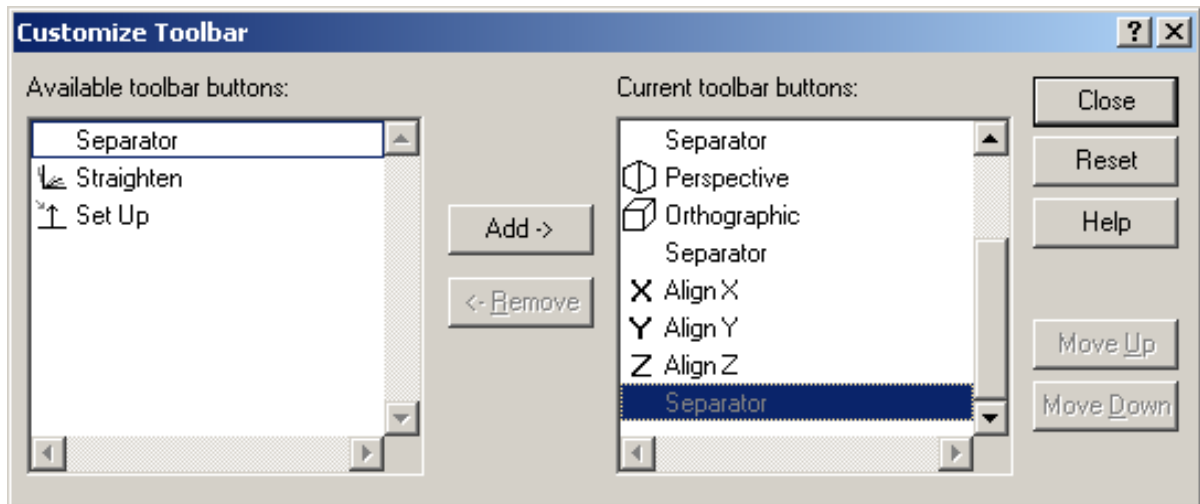 Customize Toolbar
Available toolbar buttons:
Separator
Straighten
Set Up
Add ->
<- Remove
Current toolbar buttons:
Separator
Perspective
Orthographic
Separator
X Align X
Y Align Y
Z Align Z
Separator
Close
Reset
Help
Move Up
Move Down